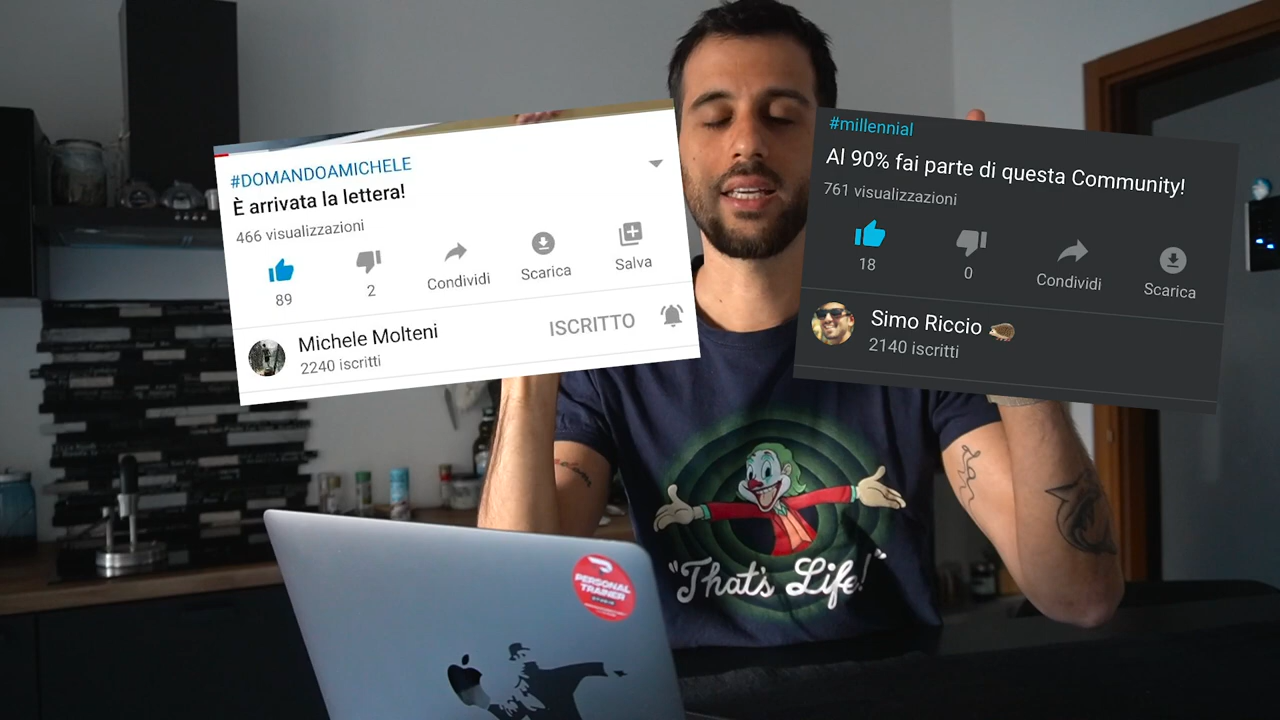 #DOMANDOAMICHELE
È arrivata la lettera!
466 visualizzazioni
89
2
Condividi
Scarica
Salva
Michele Molteni
2240 iscritti
ISCRITTO
#millennial
Al 90% fai parte di questa Community!
761 visualizzazioni
18
0
Condividi
Scarica
Simo Riccio
2140 iscritti
"That's Life!"
PERSONAL
TRAINER